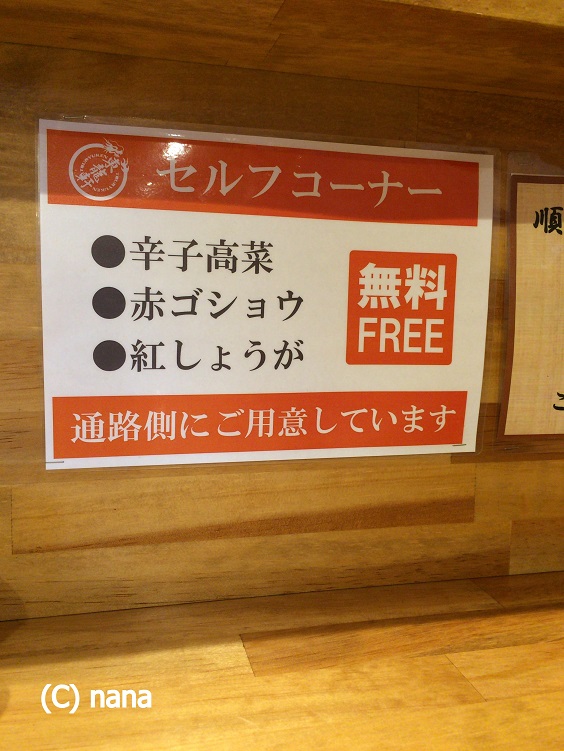 セルフコーナー
●辛子高菜
●赤ゴショウ
●紅しょうが
無料
FREE
通路側にご用意しています
順
(C) nana